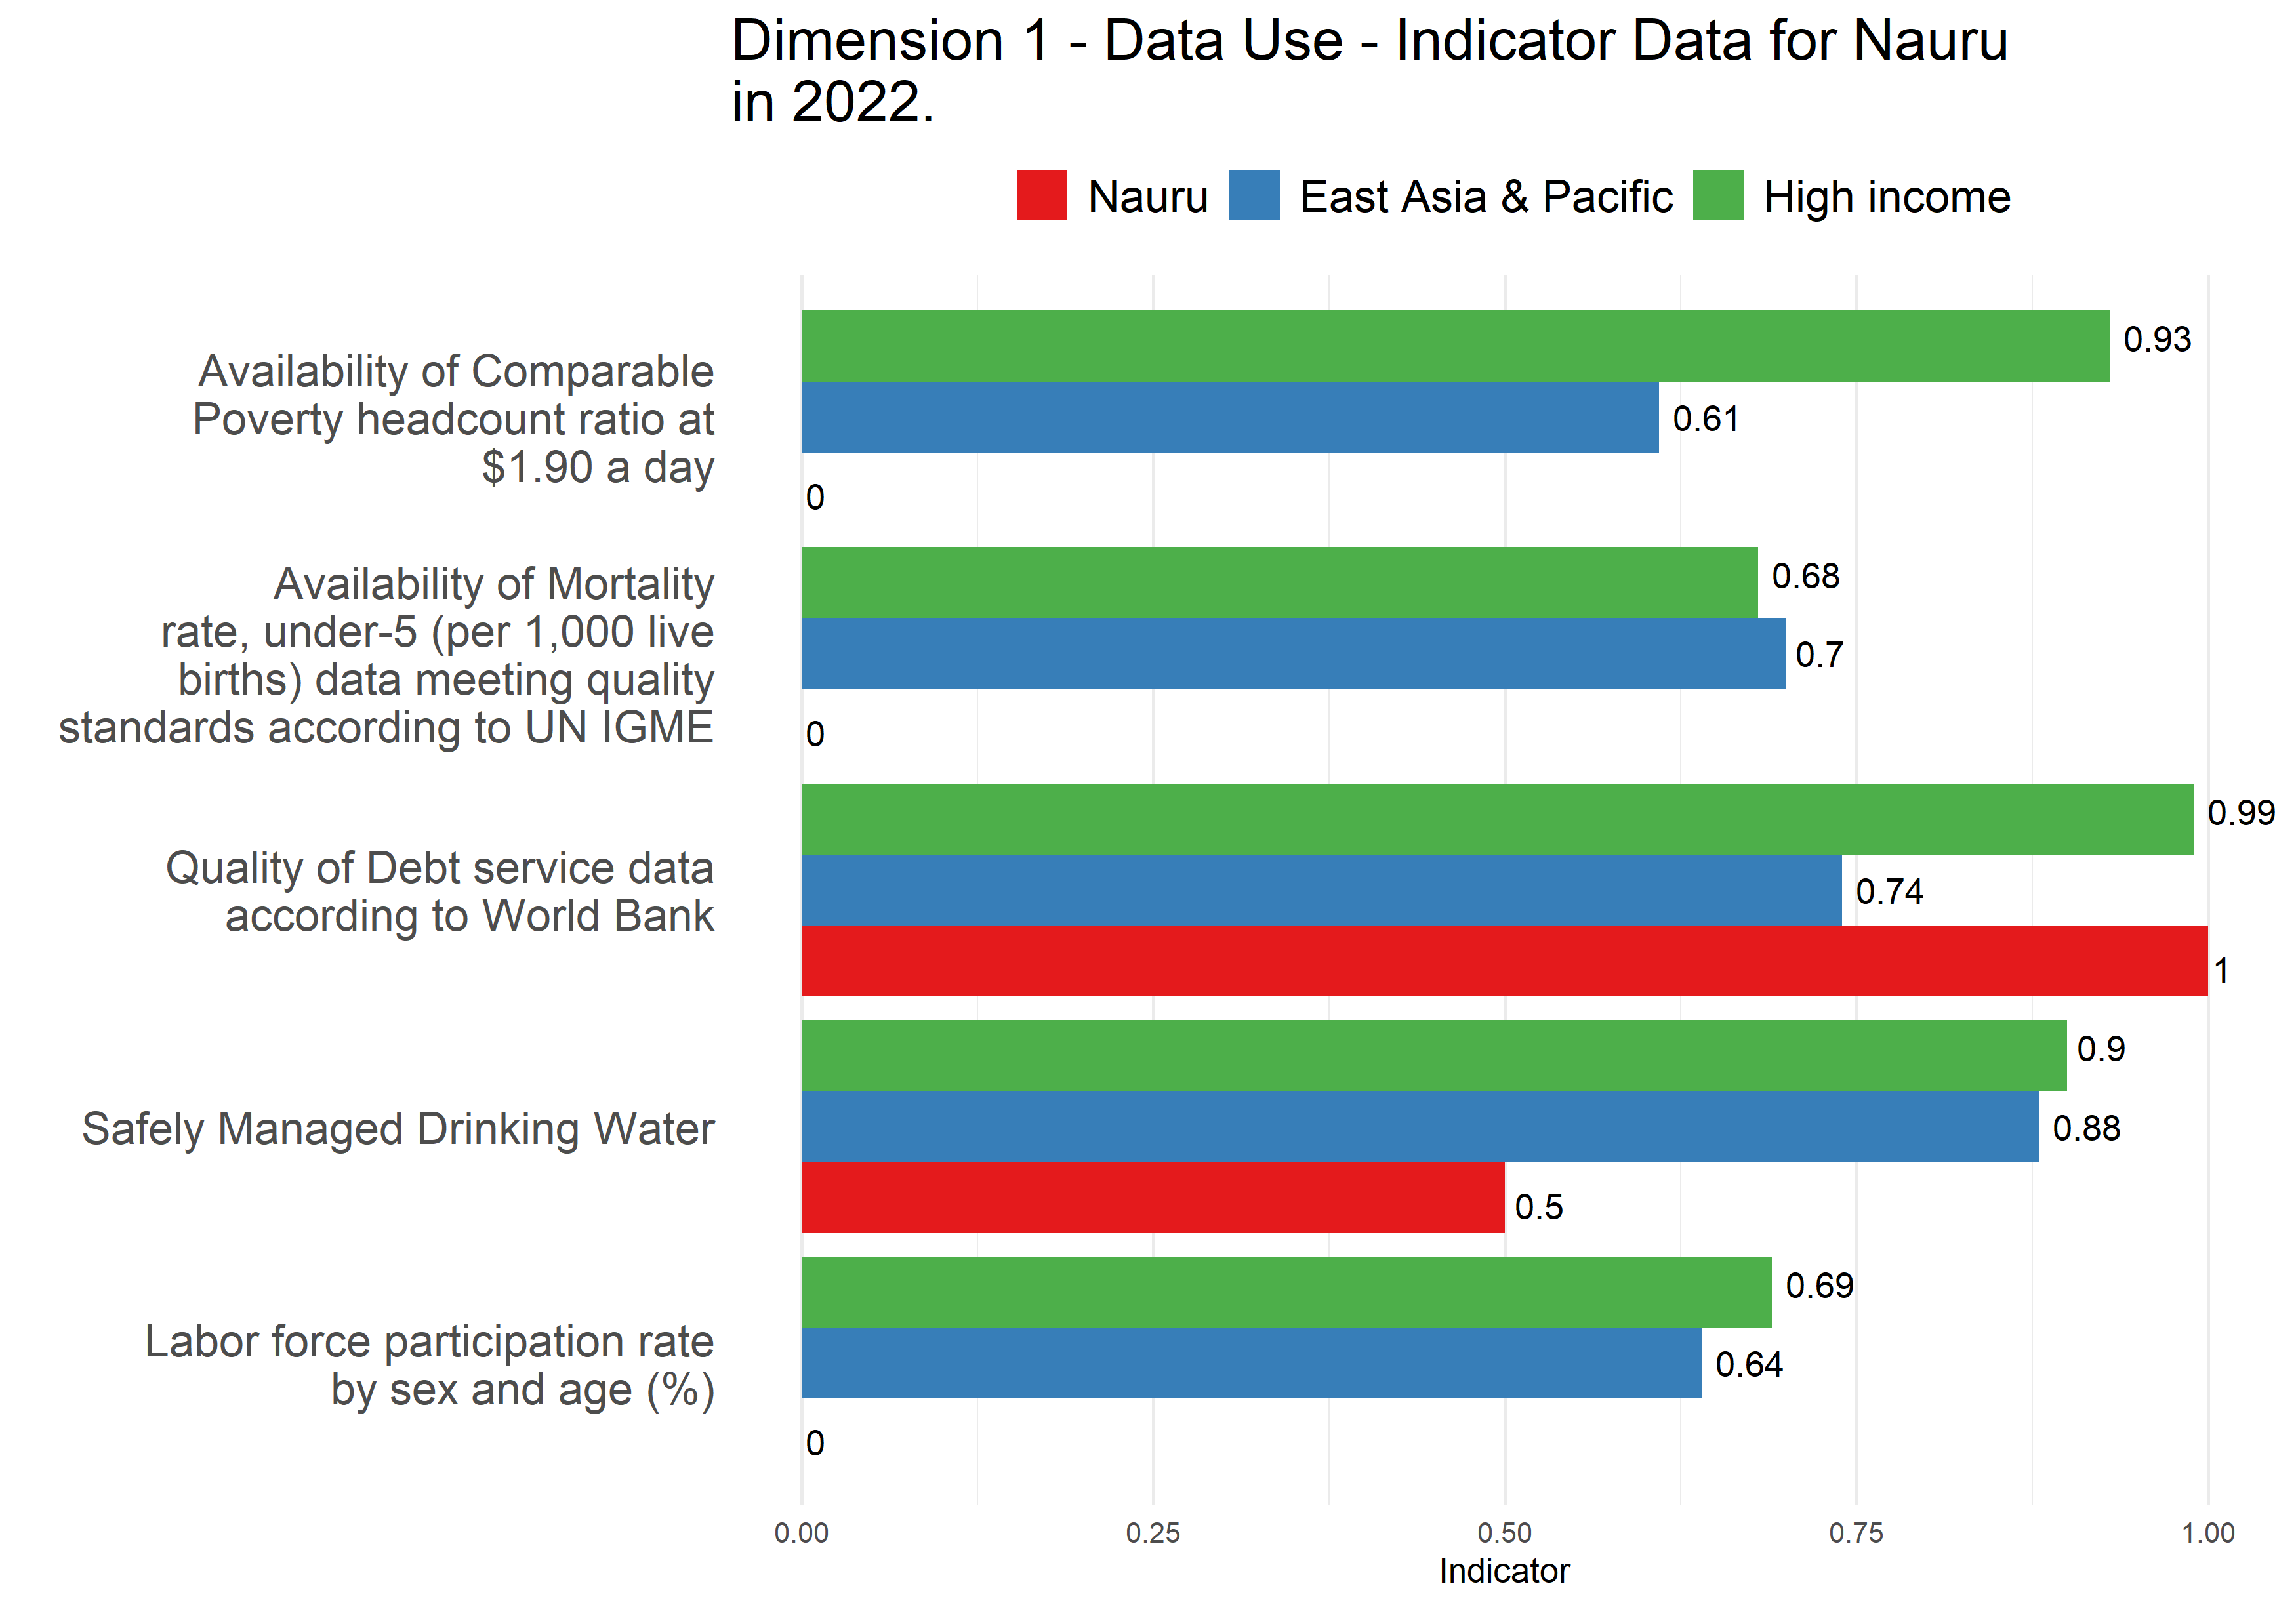 Dimension 1 - Data Use - Indicator Data for Nauru
in 2022.
Nauru
East Asia & Pacific
High income
Availability of Comparable
Poverty headcount ratio at
$1.90 a day
0.93
0.61
0
Availability of Mortality
rate, under-5 (per 1,000 live
births) data meeting quality
standards according to UN IGME
0.68
0.7
0
Quality of Debt service data
according to World Bank
0.99
0.74
1
Safely Managed Drinking Water
0.9
0.88
0.5
Labor force participation rate
by sex and age (%)
0.69
0.64
0
0.00
0.25
0.50
0.75
1.00
Indicator